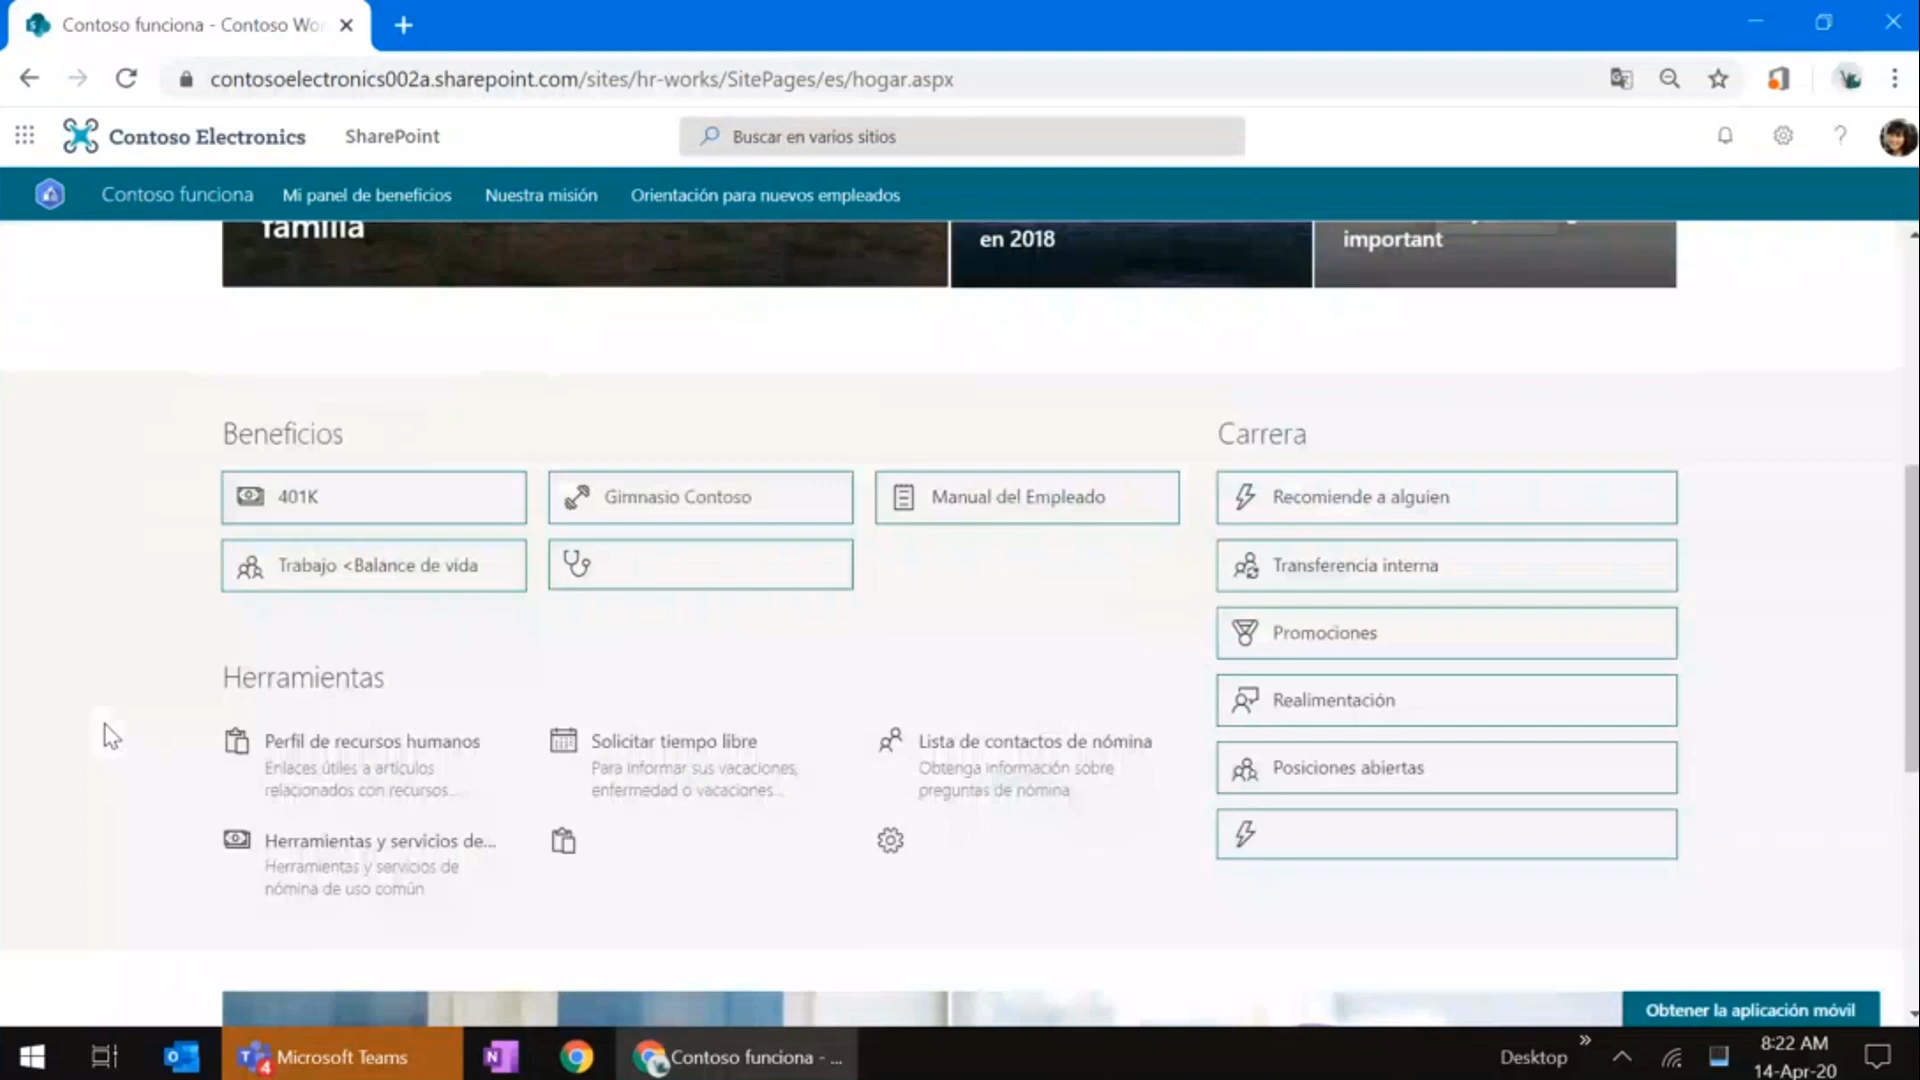 Contoso funciona - Contoso Wor
contosoelectronics002a.sharepoint.com/sites/hr-works/SitePages/es/hogar.aspx
Contoso Electronics
SharePoint
Buscar en varios sitios
Contoso funciona
Mi panel de beneficios
Nuestra misión
Orientación para nuevos empleados
familia
en 2018
important
Beneficios
401K
Gimnasio Contoso
Manual del Empleado
Trabajo <Balance de vida
Carrera
Recomiende a alguien
Transferencia interna
Promociones
Realimentación
Posiciones abiertas
Herramientas
Perfil de recursos humanos
Enlaces útiles a artículos
relacionados con recursos...
Solicitar tiempo libre
Para informar sus vacaciones,
enfermedad o vacaciones...
Lista de contactos de nómina
Obtenga información sobre
preguntas de nómina
Herramientas y servicios de...
Herramientas y servicios de
nómina de uso común
Obtener la aplicación móvil
4
Microsoft Teams
Contoso funciona - ...
Desktop
8:22 AM
14-Apr-20